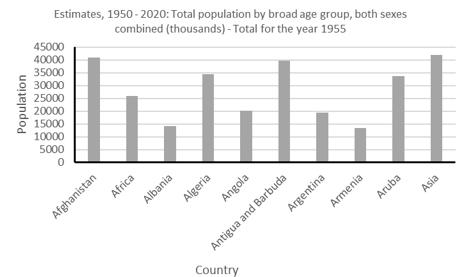 Estimates, 1950 - 2020: Total population by broad age group, both sexes
combined (thousands) - Total for the year 1955
Population
45000
40000
35000
30000
25000
20000
15000
10000
5000
0
Afghanistan
Africa
Albania
Algeria
Angola
Antigua and Barbuda
Argentina
Armenia
Aruba
Asia
Country